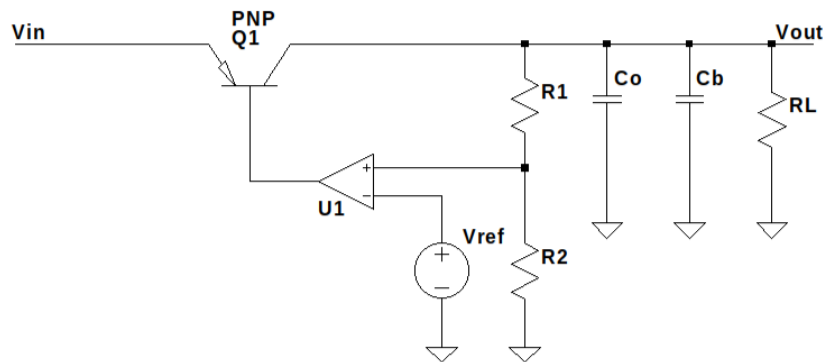 PNP
Vin
Q1
Vout
R1
Co
Cb
RL
+
−
U1
Vref
+
−
R2